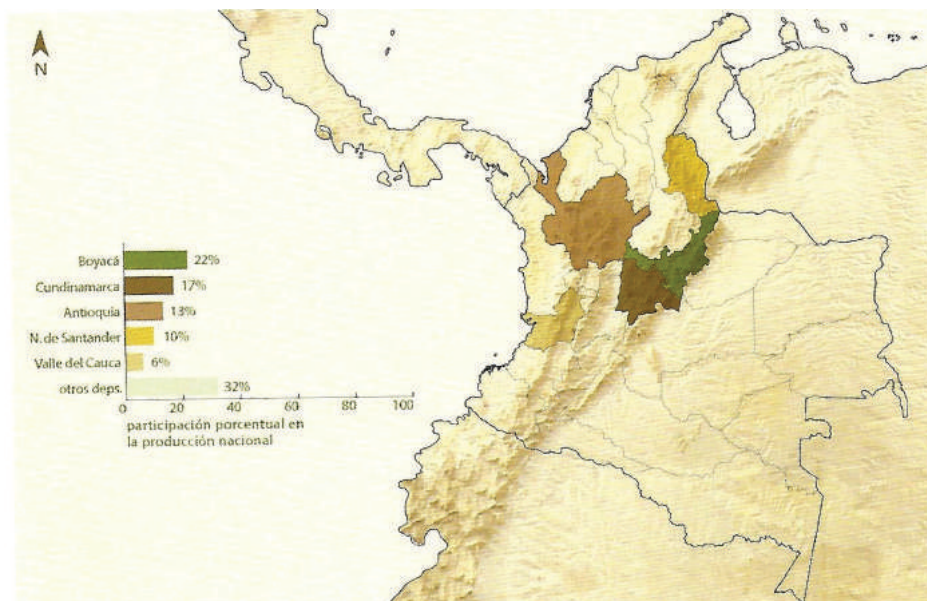 N
Boyacá 22%
Cundinamarca 17%
Antioquia 13%
N. de Santander 10%
Valle del Cauca 6%
otros deps. 32%
0 20 40 60 80 100
participación porcentual en
la producción nacional